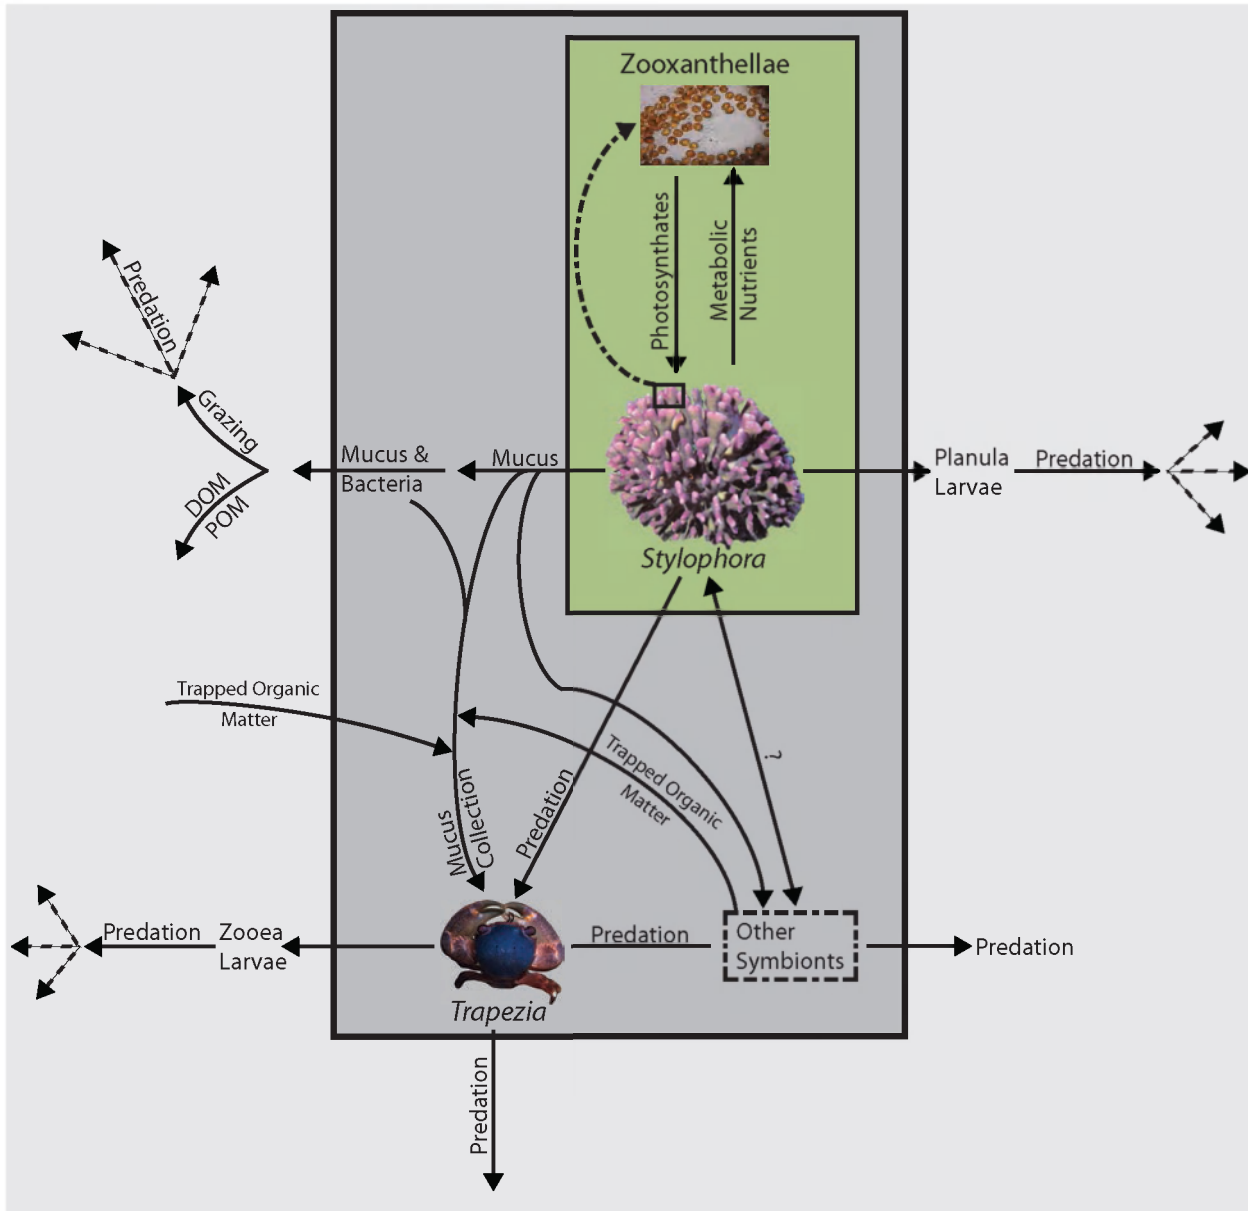 Zooxanthellae
Photosynthates
Metabolic
Nutrients
Predation
Grazing
DOM
POM
Mucus &
Bacteria
Mucus
Planula
Larvae
Predation
Stylophora
Trapped Organic
Matter
?
Trapped Organic
Matter
Predation
Mucus
Collection
Predation
Zooea
Larvae
Predation
Other
Symbionts
Predation
Trapezia
Predation